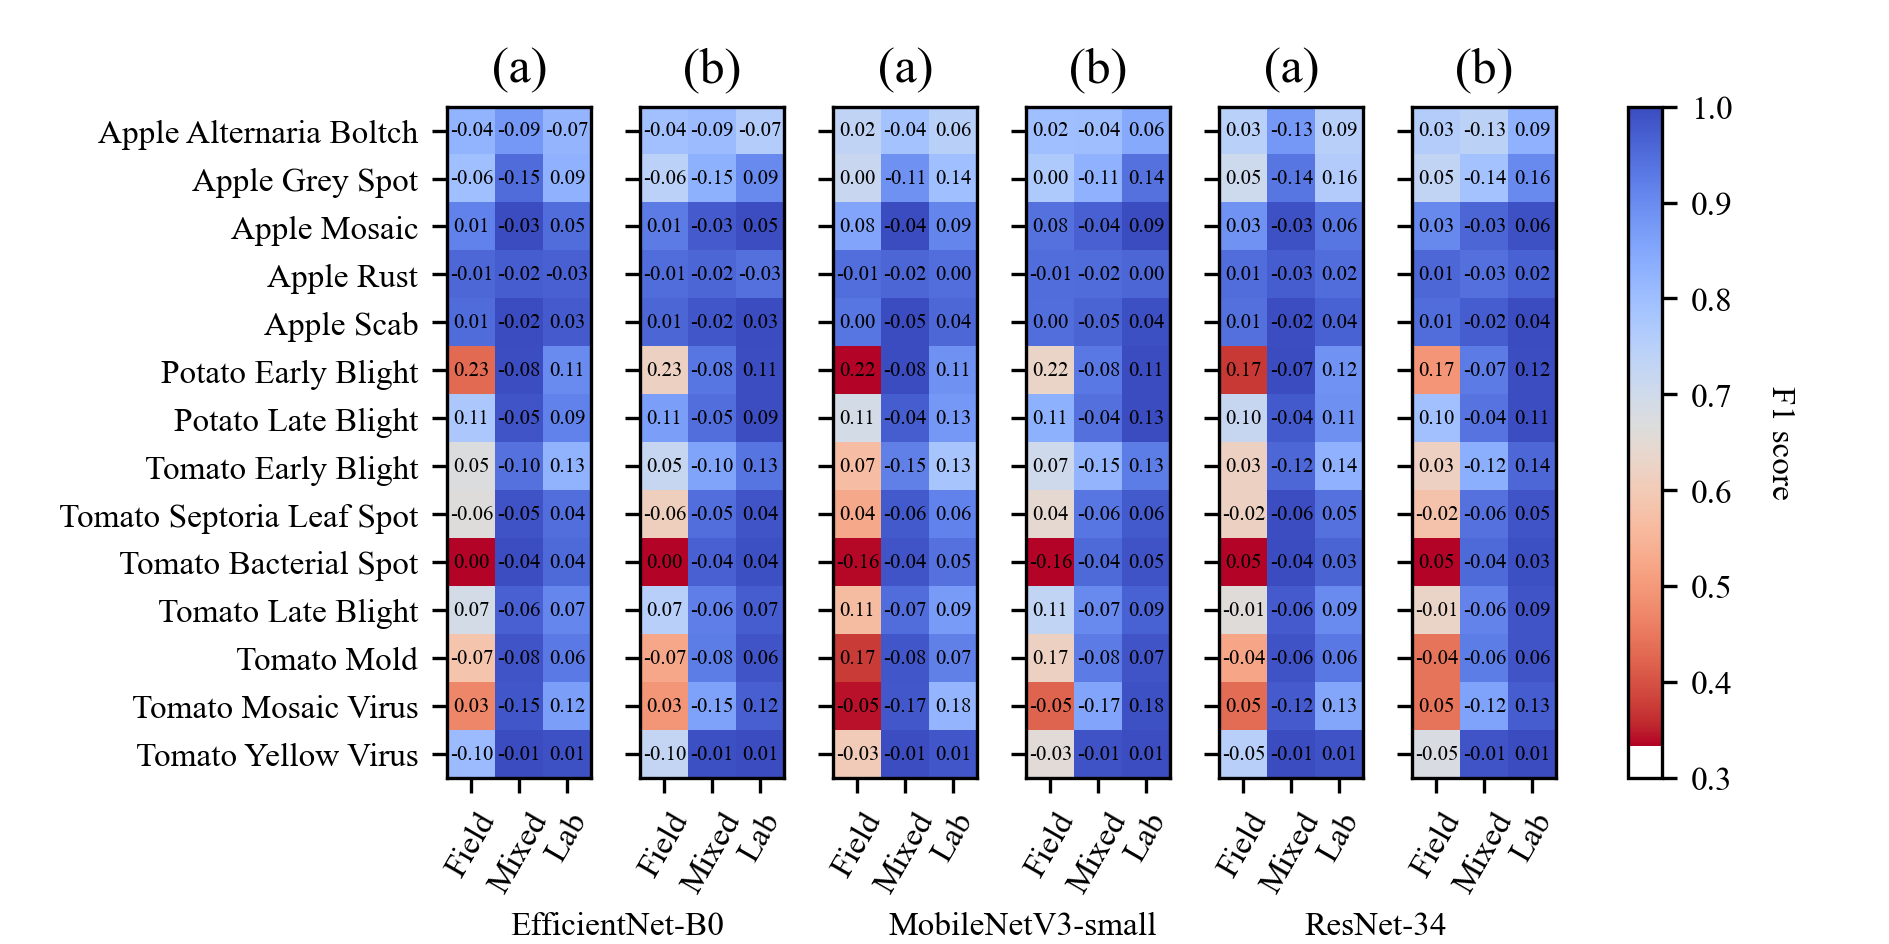 (a) (b) (a) (b) (a) (b)
Apple Alternaria Boltch -0.04 -0.09 -0.07 -0.04 -0.09 -0.07 0.02 -0.04 0.06 0.02 -0.04 0.06 0.03 -0.13 0.09 0.03 -0.13 0.09 1.0
Apple Grey Spot -0.06 -0.15 0.09 -0.06 -0.15 0.09 0.00 -0.11 0.14 0.00 -0.11 0.14 0.05 -0.14 0.16 0.05 -0.14 0.16 0.9
Apple Mosaic 0.01 -0.03 0.05 0.01 -0.03 0.05 0.08 -0.04 0.09 0.08 -0.04 0.09 0.03 -0.03 0.06 0.03 -0.03 0.06
Apple Rust -0.01 -0.02 -0.03 -0.01 -0.02 -0.03 -0.01 -0.02 0.00 -0.01 -0.02 0.00 0.01 -0.03 0.02 0.01 -0.03 0.02 0.8
Apple Scab 0.01 -0.02 0.03 0.01 -0.02 0.03 0.00 -0.05 0.04 0.00 -0.05 0.04 0.01 -0.02 0.04 0.01 -0.02 0.04
Potato Early Blight 0.23 -0.08 0.11 0.23 -0.08 0.11 0.22 -0.08 0.11 0.22 -0.08 0.11 0.17 -0.07 0.12 0.17 -0.07 0.12 0.7
Potato Late Blight 0.11 -0.05 0.09 0.11 -0.05 0.09 0.11 -0.04 0.13 0.11 -0.04 0.13 0.10 -0.04 0.11 0.10 -0.04 0.11
Tomato Early Blight 0.05 -0.10 0.13 0.05 -0.10 0.13 0.07 -0.15 0.13 0.07 -0.15 0.13 0.03 -0.12 0.14 0.03 -0.12 0.14 0.6
Tomato Septoria Leaf Spot -0.06 -0.05 0.04 -0.06 -0.05 0.04 0.04 -0.06 0.06 0.04 -0.06 0.06 -0.02 -0.06 0.05 -0.02 -0.06 0.05
Tomato Bacterial Spot 0.00 -0.04 0.04 0.00 -0.04 0.04 -0.16 -0.04 0.05 -0.16 -0.04 0.05 0.05 -0.04 0.03 0.05 -0.04 0.03 0.5
Tomato Late Blight 0.07 -0.06 0.07 0.07 -0.06 0.07 0.11 -0.07 0.09 0.11 -0.07 0.09 -0.01 -0.06 0.09 -0.01 -0.06 0.09
Tomato Mold -0.07 -0.08 0.06 -0.07 -0.08 0.06 0.17 -0.08 0.07 0.17 -0.08 0.07 -0.04 -0.06 0.06 -0.04 -0.06 0.06 0.4
Tomato Mosaic Virus 0.03 -0.15 0.12 0.03 -0.15 0.12 -0.05 -0.17 0.18 -0.05 -0.17 0.18 0.05 -0.12 0.13 0.05 -0.12 0.13
Tomato Yellow Virus -0.10 -0.01 0.01 -0.10 -0.01 0.01 -0.03 -0.01 0.01 -0.03 -0.01 0.01 -0.05 -0.01 0.01 -0.05 -0.01 0.01 0.3
F1 score
Field Mixed Lab Field Mixed Lab Field Mixed Lab Field Mixed Lab Field Mixed Lab Field Mixed Lab
EfficientNet-B0 MobileNetV3-small ResNet-34